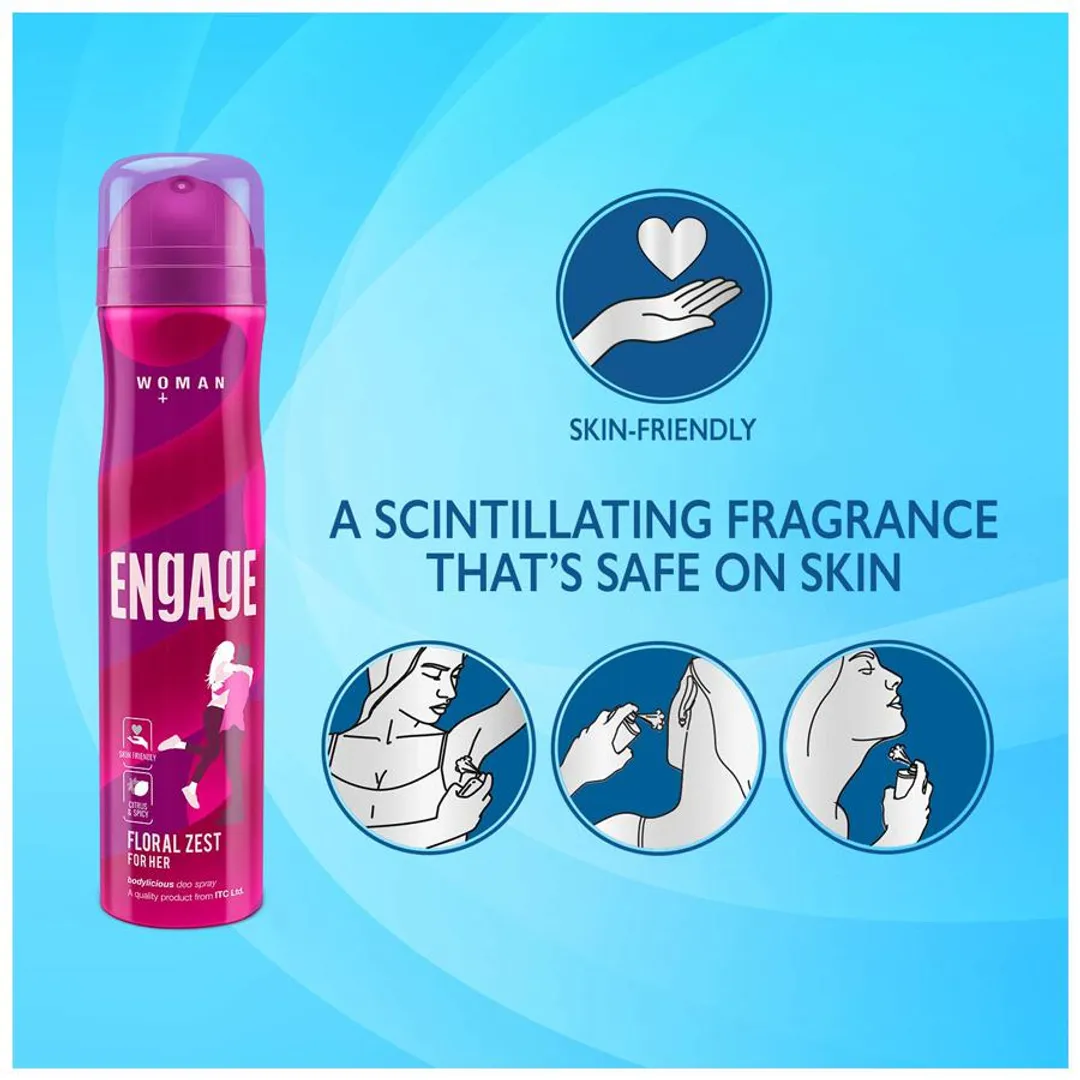 WOMAN
+
ENGAGE
SKIN FRIENDLY
CITRUS
& SPICY
FLORAL ZEST
FOR HER
bodylicious deo spray
A quality product from ITC Ltd.
SKIN-FRIENDLY
A SCINTILLATING FRAGRANCE
THAT'S SAFE ON SKIN